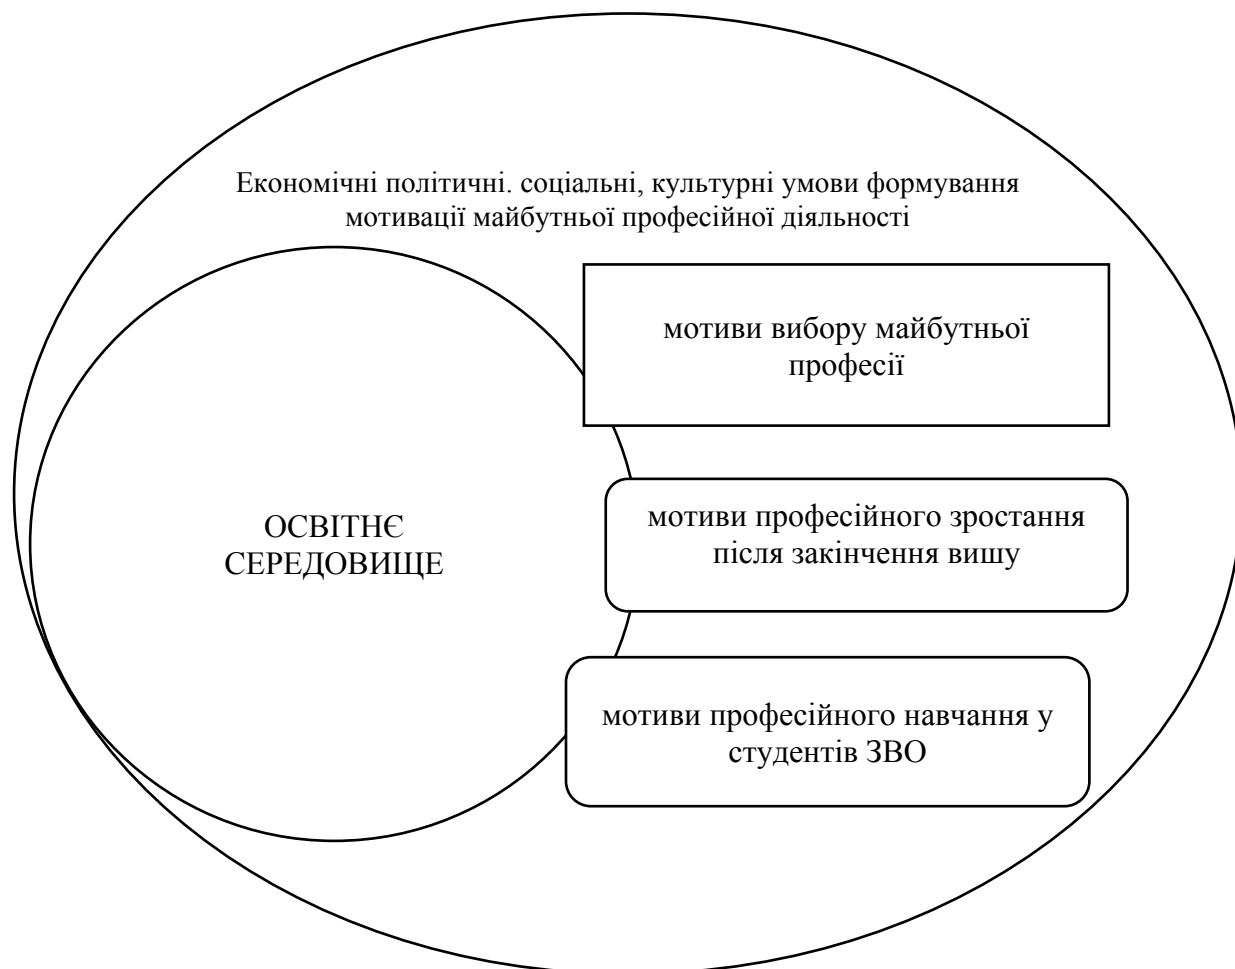 Економічні політичні. соціальні, культурні умови формування
мотивації майбутньої професійної діяльності
мотиви вибору майбутньої
професії
ОСВІТНЄ
СЕРЕДОВИЩЕ
мотиви професійного зростання
після закінчення вишу
мотиви професійного навчання у
студентів ЗВО